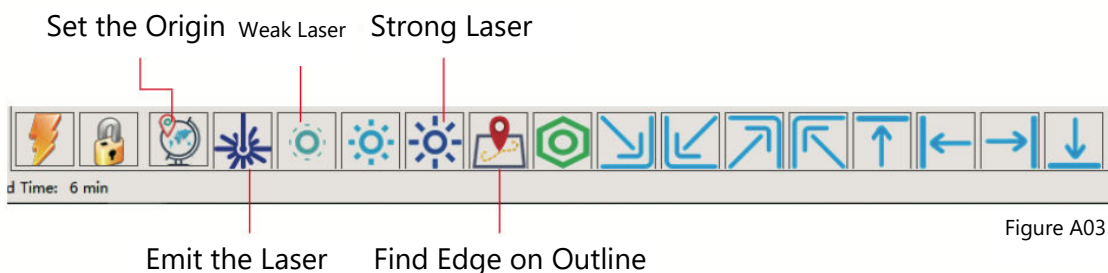 Set the Origin Weak Laser Strong Laser
d Time: 6 min
Figure A03
Emit the Laser Find Edge on Outline